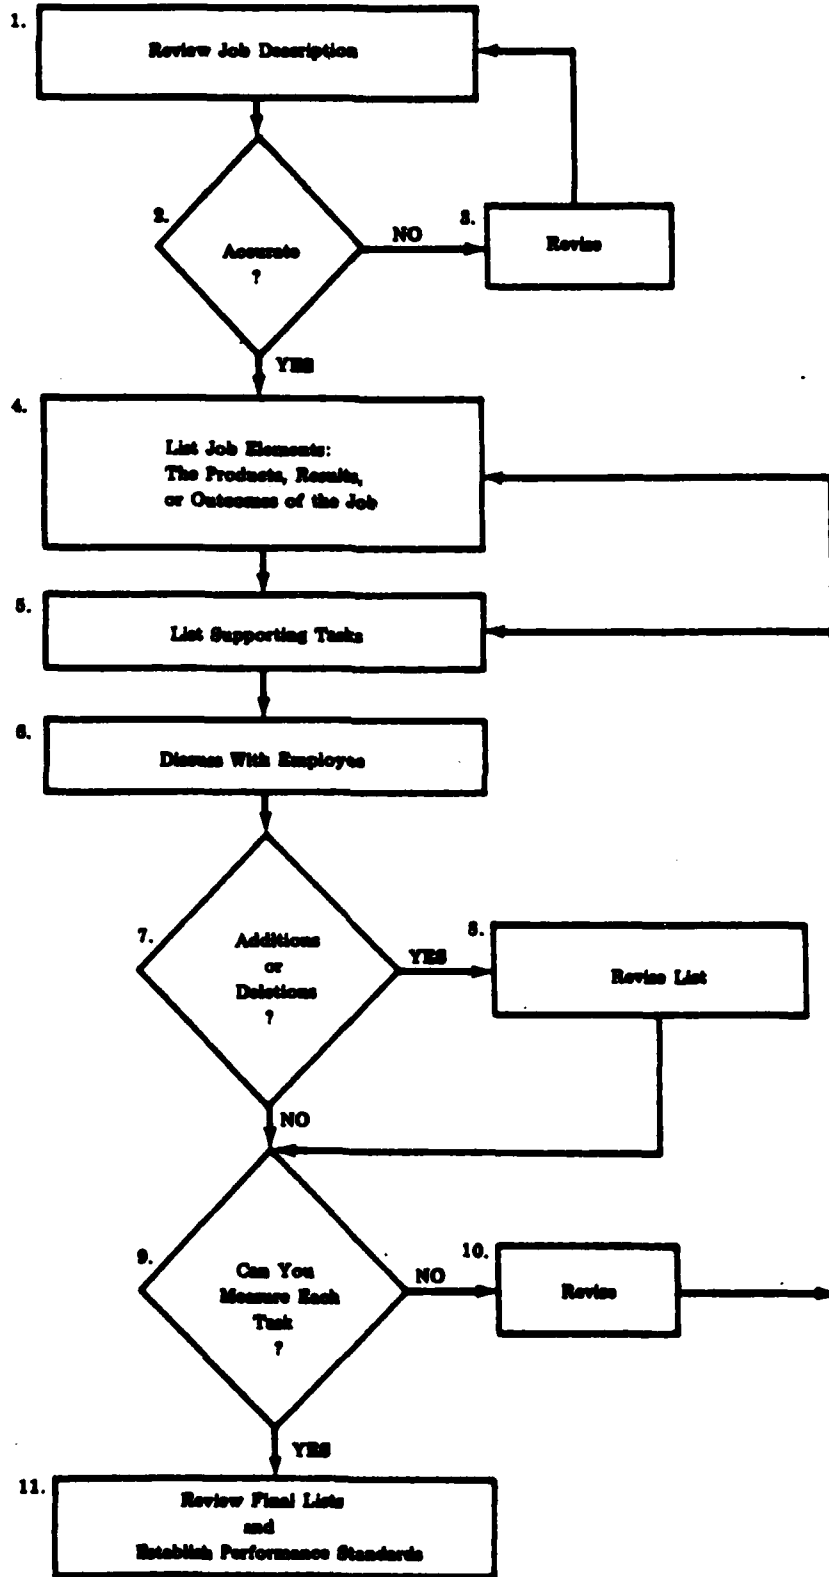 1.
Review Job Description
2.
Accurate
?
NO
3.
Revise
YES
4.
List Job Elements:
The Products, Results,
or Outcomes of the Job
5.
List Supporting Tasks
6.
Discuss With Employee
7.
Additions
or
Deletions
?
YES
8.
Revise List
NO
9.
Can You
Measure Each
Task
?
NO
10.
Revise
YES
11.
Review Final Lists
and
Establish Performance Standards